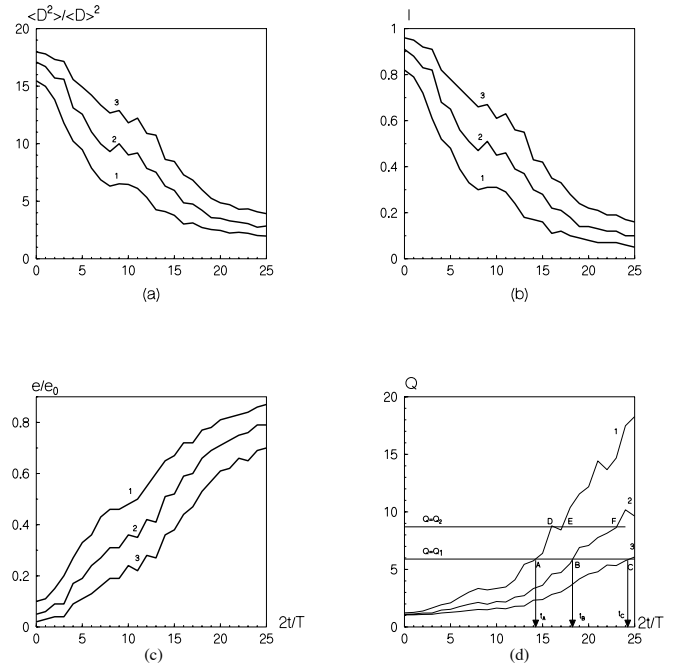 <D²>/<D>² I
20 1
15 0.8
10 0.6
5 0.4
0 0.2
0
3 2 1
3 2 1
0 5 10 15 20 25 0 5 10 15 20 25
(a) (b)
e/e₀ Q
0.8 20
0.6 15
0.4 10
0.2 5
0 0
1 2 3
1 2 3
Q=Q₂ D E F
Q=Q₁ A B C
t_A t_B t_C
0 5 10 15 20 25 2t/T 0 5 10 15 20 25 2t/T
(c) (d)